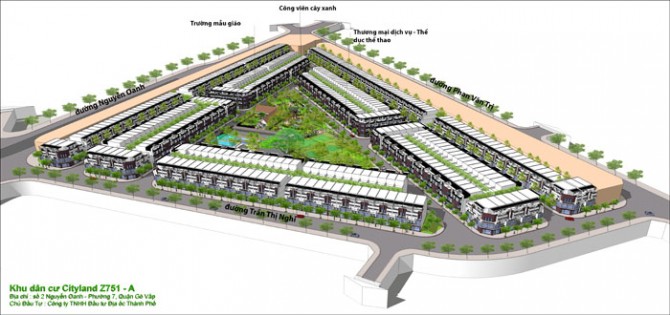 Công viên cây xanh
Trường mẫu giáo
Thương mại dịch vụ - Thể
dục thể thao
đường Nguyễn Oanh
đường Phan Văn Trị
đường Trần Thị Nghỉ
Khu dân cư Cityland Z751 - A
Địa chỉ : số 2 Nguyễn Oanh - Phường 7, Quận Gò Vấp
Chủ Đầu Tư : Công ty TNHH Đầu tư Địa ốc Thành Phố